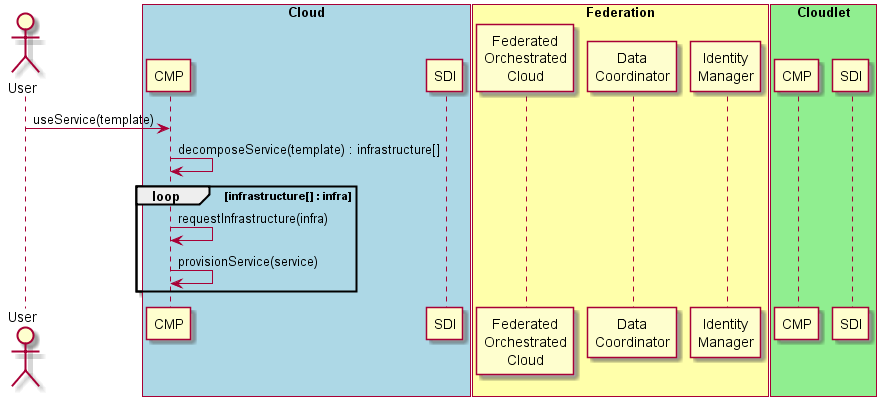 Cloud
Federation
Cloudlet
User
CMP
SDI
Federated
Orchestrated
Cloud
Data
Coordinator
Identity
Manager
CMP
SDI
useService(template)
decomposeService(template) : infrastructure[]
loop
[infrastructure[] : infra]
requestInfrastructure(infra)
provisionService(service)
User
CMP
SDI
Federated
Orchestrated
Cloud
Data
Coordinator
Identity
Manager
CMP
SDI